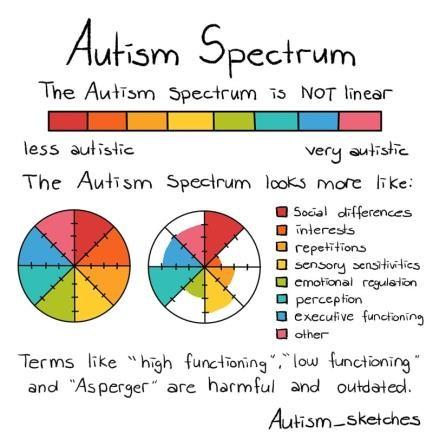 Autism Spectrum
The Autism Spectrum is NOT linear
less autistic very autistic
The Autism Spectrum looks more like:
Social differences
interests
repetitions
sensory sensitivities
emotional regulation
perception
executive functioning
other
Terms like "high functioning", "low functioning"
and "Asperger" are harmful and outdated.
Autism_sketches